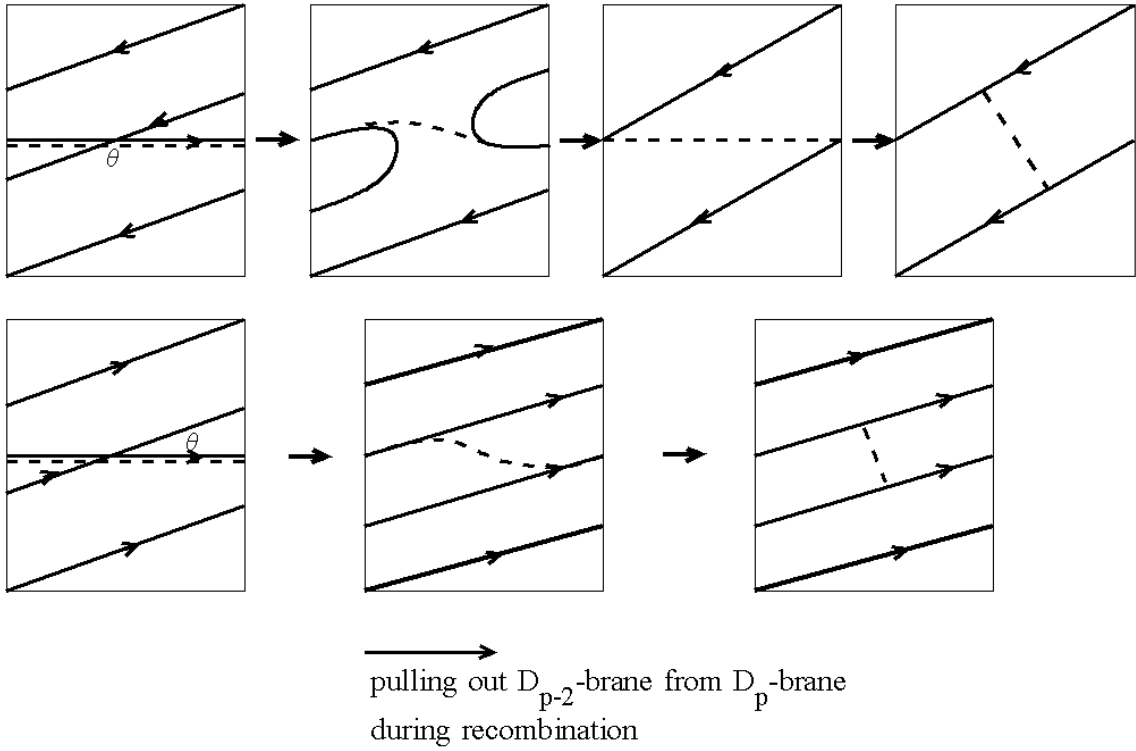 θ
θ
pulling out D_{p-2}-brane from D_p-brane
during recombination